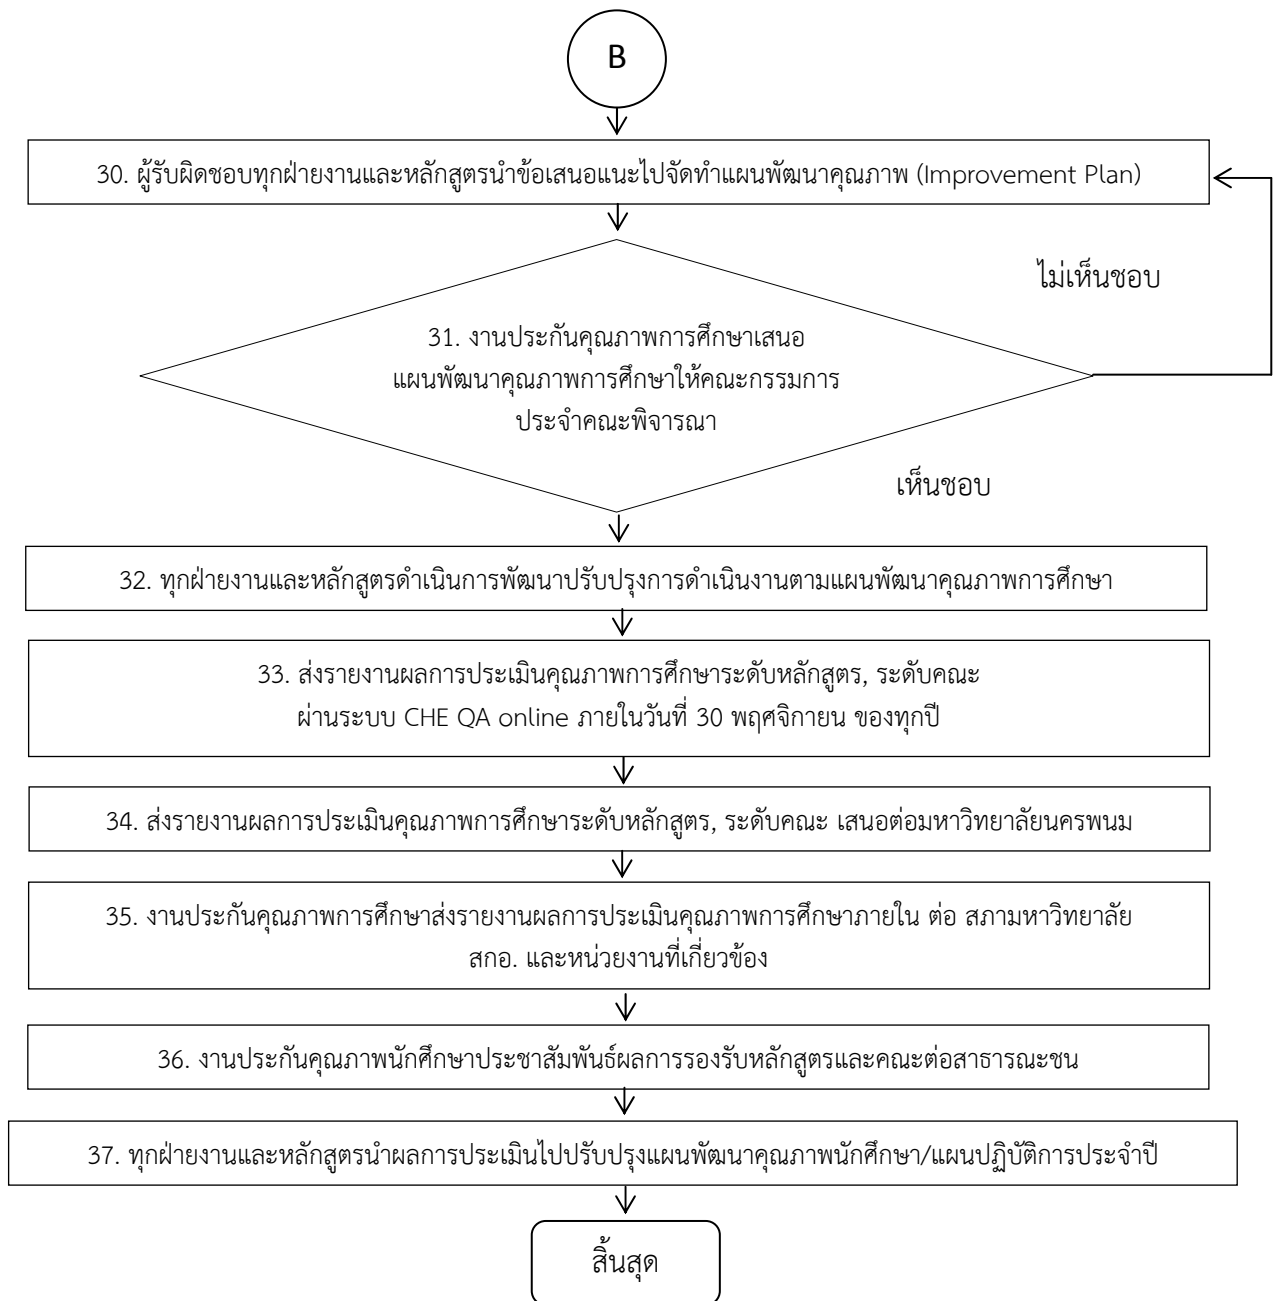 B
30. ผู้รับผิดชอบทุกฝ่ายงานและหลักสูตรนำข้อเสนอแนะไปจัดทำแผนพัฒนาคุณภาพ (Improvement Plan)
ไม่เห็นชอบ
31. งานประกันคุณภาพการศึกษาเสนอ
แผนพัฒนาคุณภาพการศึกษาให้คณะกรรมการ
ประจำคณะพิจารณา
เห็นชอบ
32. ทุกฝ่ายงานและหลักสูตรดำเนินการพัฒนาปรับปรุงการดำเนินงานตามแผนพัฒนาคุณภาพการศึกษา
33. ส่งรายงานผลการประเมินคุณภาพการศึกษาระดับหลักสูตร, ระดับคณะ
ผ่านระบบ CHE QA online ภายในวันที่ 30 พฤศจิกายน ของทุกปี
34. ส่งรายงานผลการประเมินคุณภาพการศึกษาระดับหลักสูตร, ระดับคณะ เสนอต่อมหาวิทยาลัยนครพนม
35. งานประกันคุณภาพการศึกษาส่งรายงานผลการประเมินคุณภาพการศึกษาภายใน ต่อ สภามหาวิทยาลัย
สกอ. และหน่วยงานที่เกี่ยวข้อง
36. งานประกันคุณภาพนักศึกษาประชาสัมพันธ์ผลการรองรับหลักสูตรและคณะต่อสาธารณะชน
37. ทุกฝ่ายงานและหลักสูตรนำผลการประเมินไปปรับปรุงแผนพัฒนาคุณภาพนักศึกษา/แผนปฏิบัติการประจำปี
สิ้นสุด